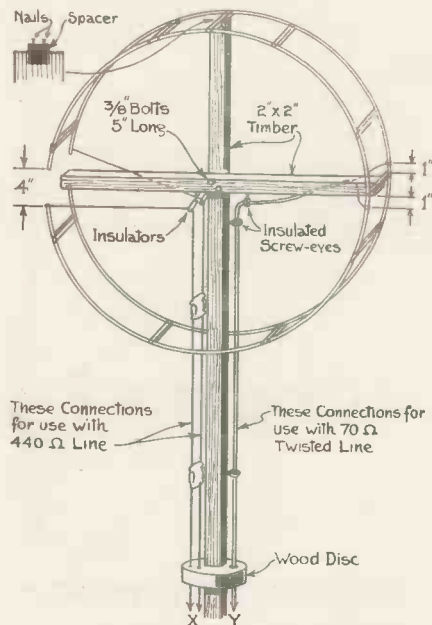 Nails Spacer
3/8" Bolts
5" Long
2" x 2"
Timber
1"
4"
1"
Insulators
Insulated
Screw-eyes
These Connections
for use with
440 Ω Line
These Connections for
use with 70 Ω
Twisted Line
Wood Disc
X Y